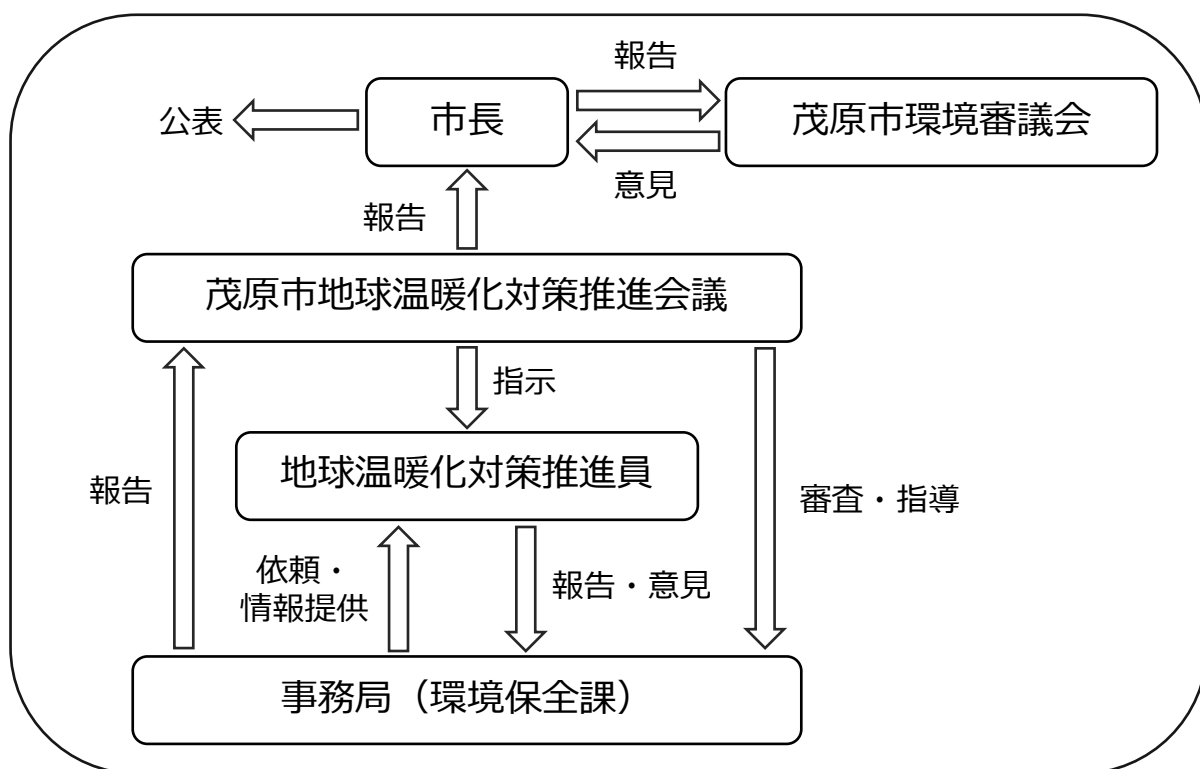 報告
公表
市長
茂原市環境審議会
意見
報告
茂原市地球温暖化対策推進会議
指示
地球温暖化対策推進員
報告
審査・指導
依頼・
情報提供
報告・意見
事務局（環境保全課）